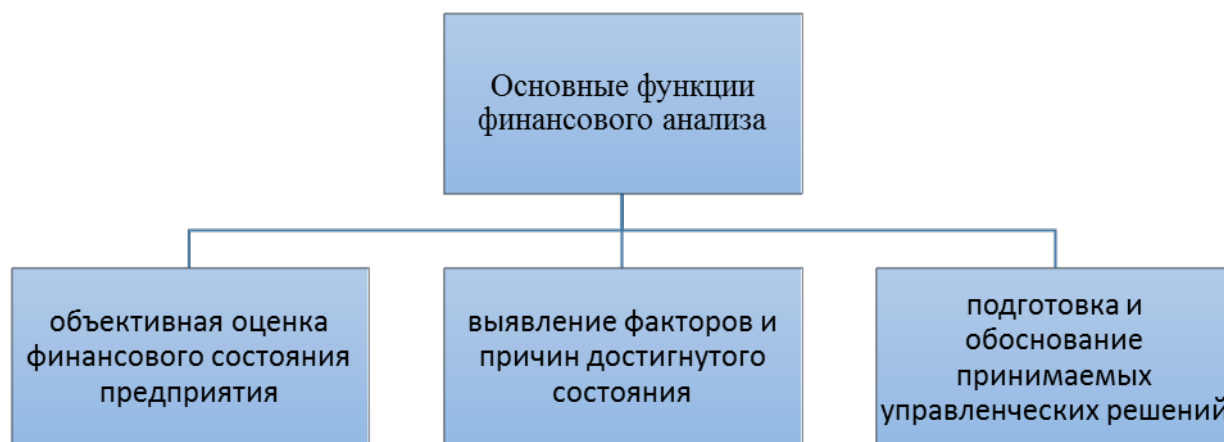 Основные функции
финансового анализа
объективная оценка
финансового состояния
предприятия
выявление факторов и
причин достигнутого
состояния
подготовка и
обоснование
принимаемых
управленческих решений